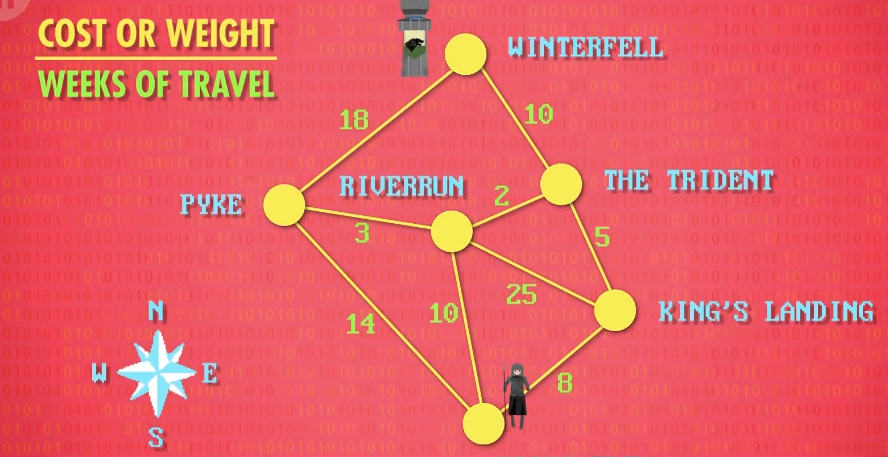 COST OR WEIGHT
WEEKS OF TRAVEL
WINTERFELL
18
10
PYKE
RIVERRUN
2
THE TRIDENT
3
5
25
14
10
KING'S LANDING
8
N
W
E
S